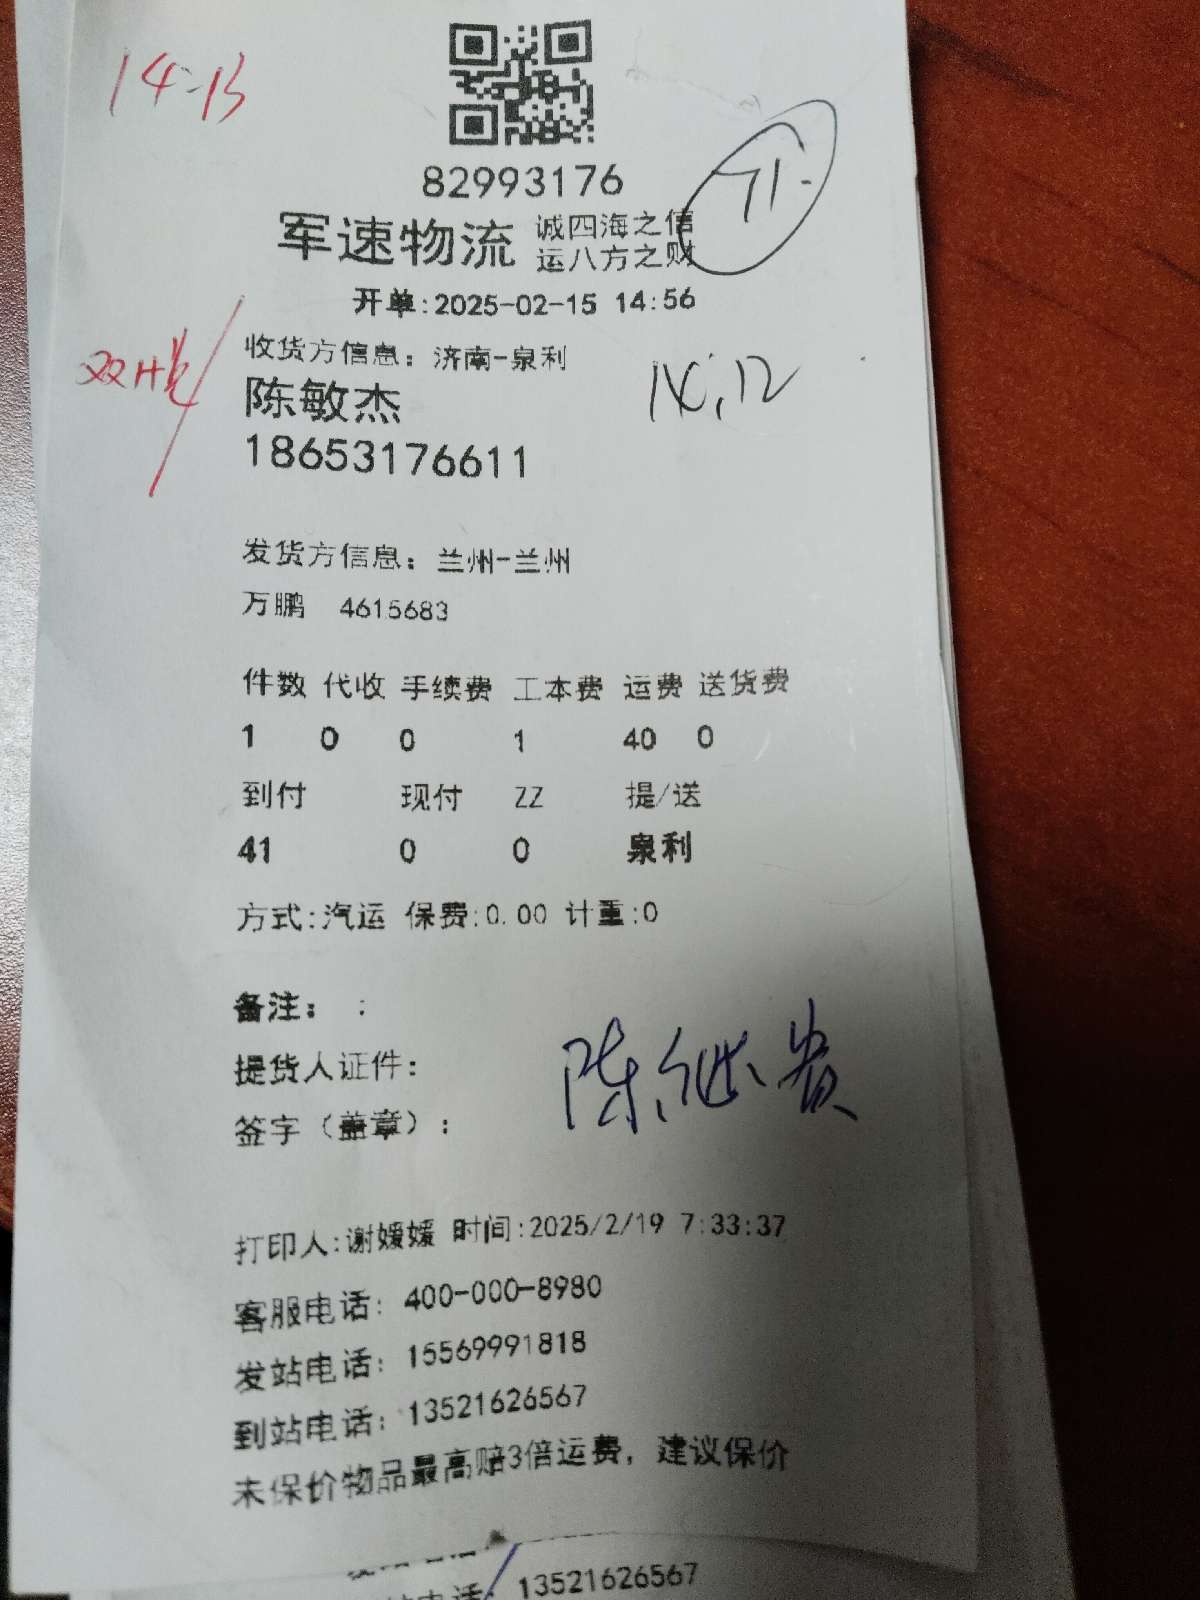 14-13
82993176
71.
军速物流 诚四海之信
运八方之财
开单:2025-02-15 14:56
收货方信息：济南-泉利
陈敏杰
14.12
18653176611
发货方信息：兰州-兰州
万鹏 4615683
件数 代收 手续费 工本费 运费 送货费
1 0 0 1 40 0
到付 现付 ZZ 提/送
41 0 0 泉利
方式:汽运 保费:0.00 计重:0
备注： :
提货人证件：
陈继贵
签字（盖章）：
打印人:谢媛媛 时间:2025/2/19 7:33:37
客服电话：400-000-8980
发站电话：15569991818
到站电话：13521626567
未保价物品最高赔3倍运费，建议保价
站电话：13521626567